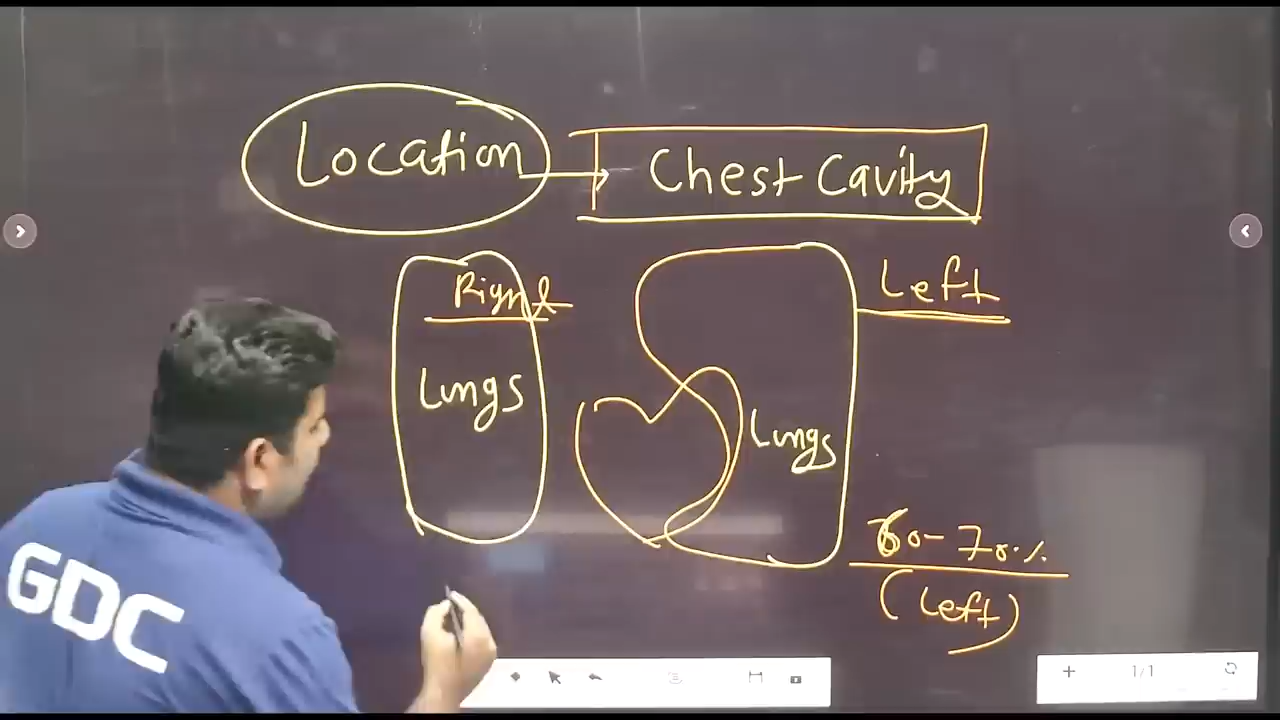 Location → Chest Cavity
Right
Left
Lungs
Lungs
60-70%
(Left)
GDC
1/1